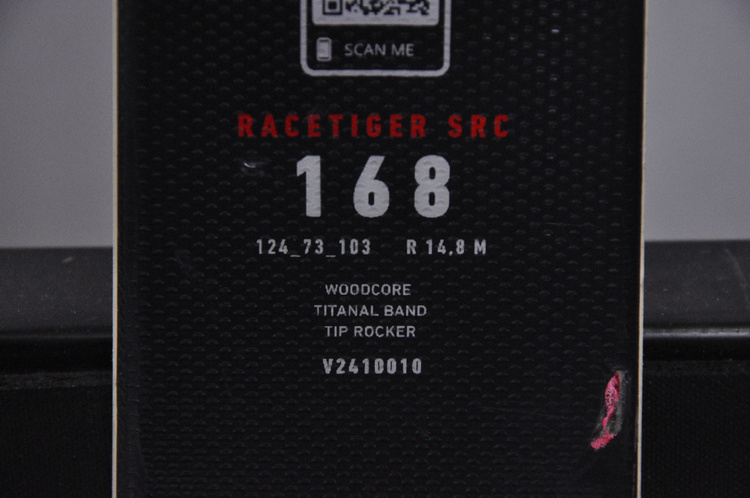 SCAN ME
RACETIGER SRC
168
124_73_103 R 14,8 M
WOODCORE
TITANAL BAND
TIP ROCKER
V2410010